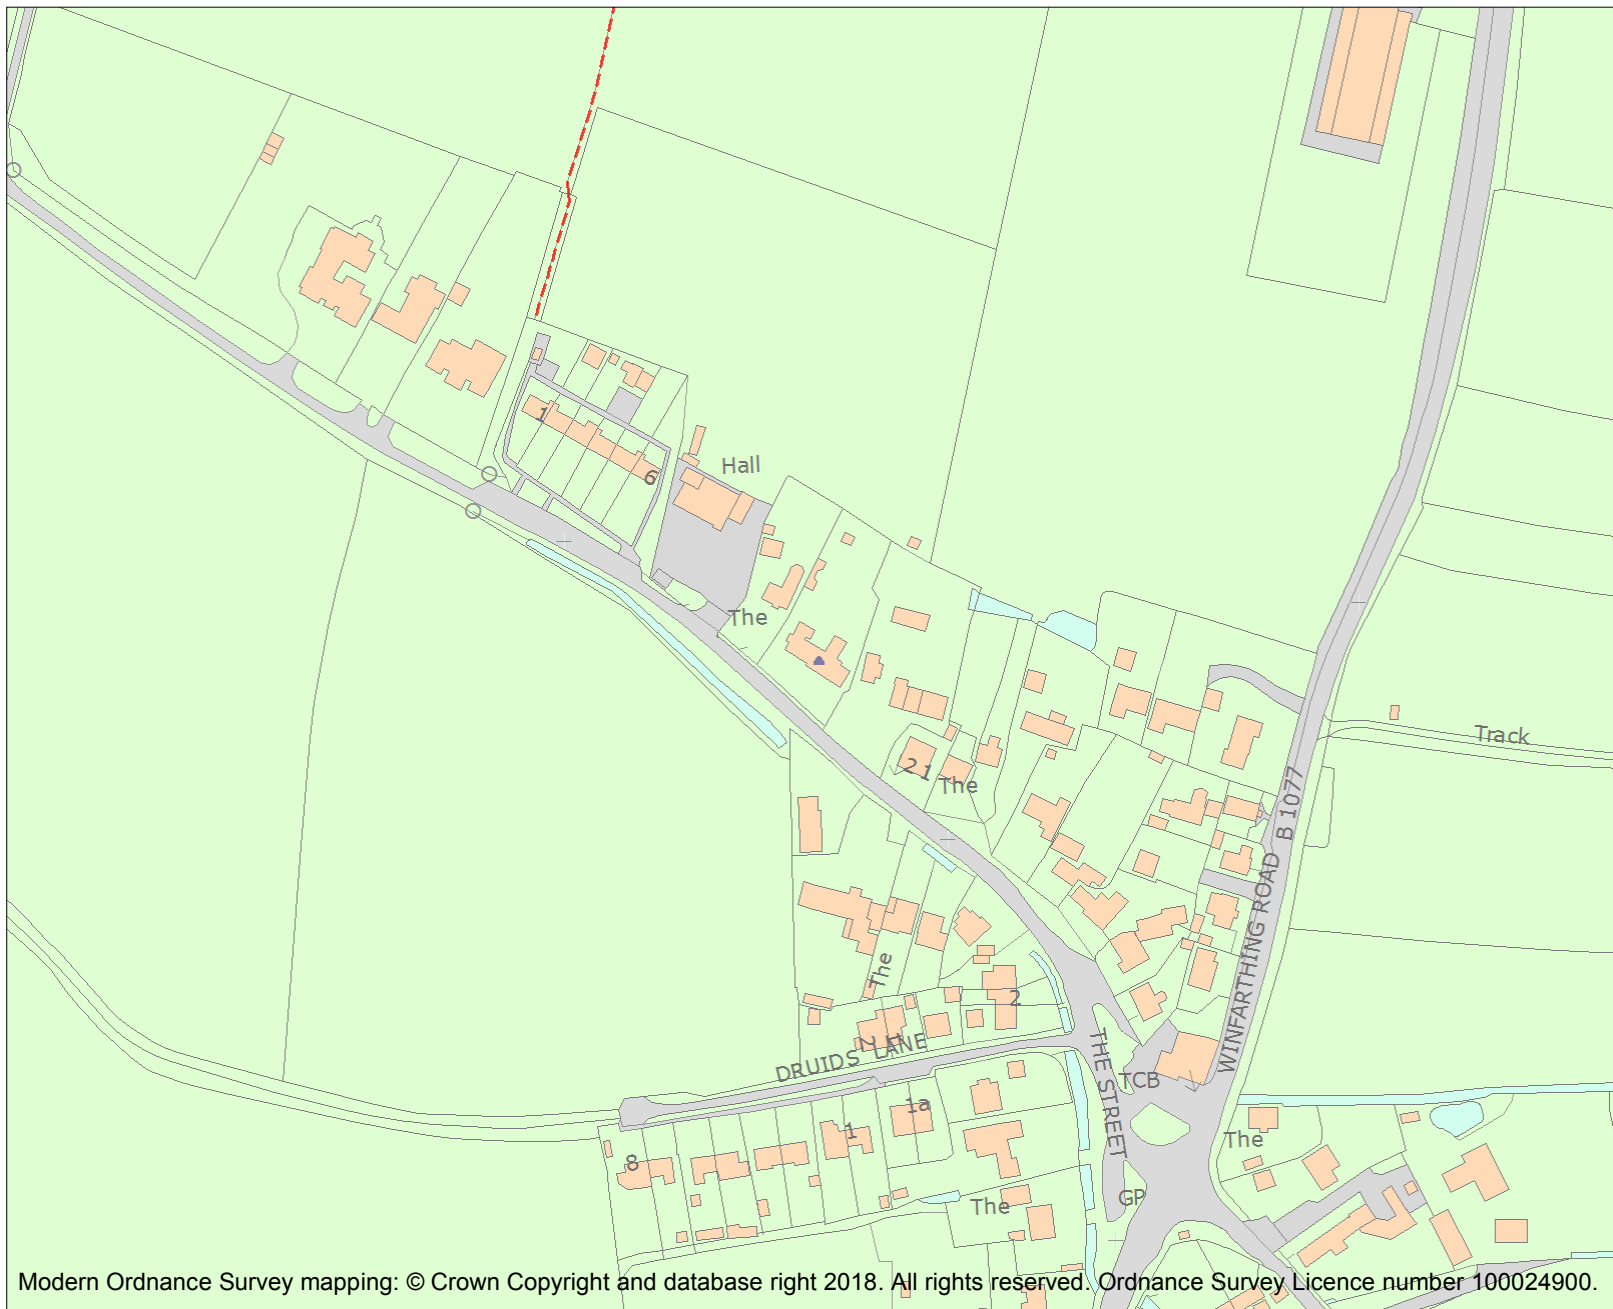 1
6
Hall
The
2 1
The
Track
WINFARTHING ROAD B 1077
The
2
2 1
DRUIDS LANE
THE STREET
TCB
1a
1
8
The
The
GP
Modern Ordnance Survey mapping: © Crown Copyright and database right 2018. All rights reserved. Ordnance Survey Licence number 100024900.